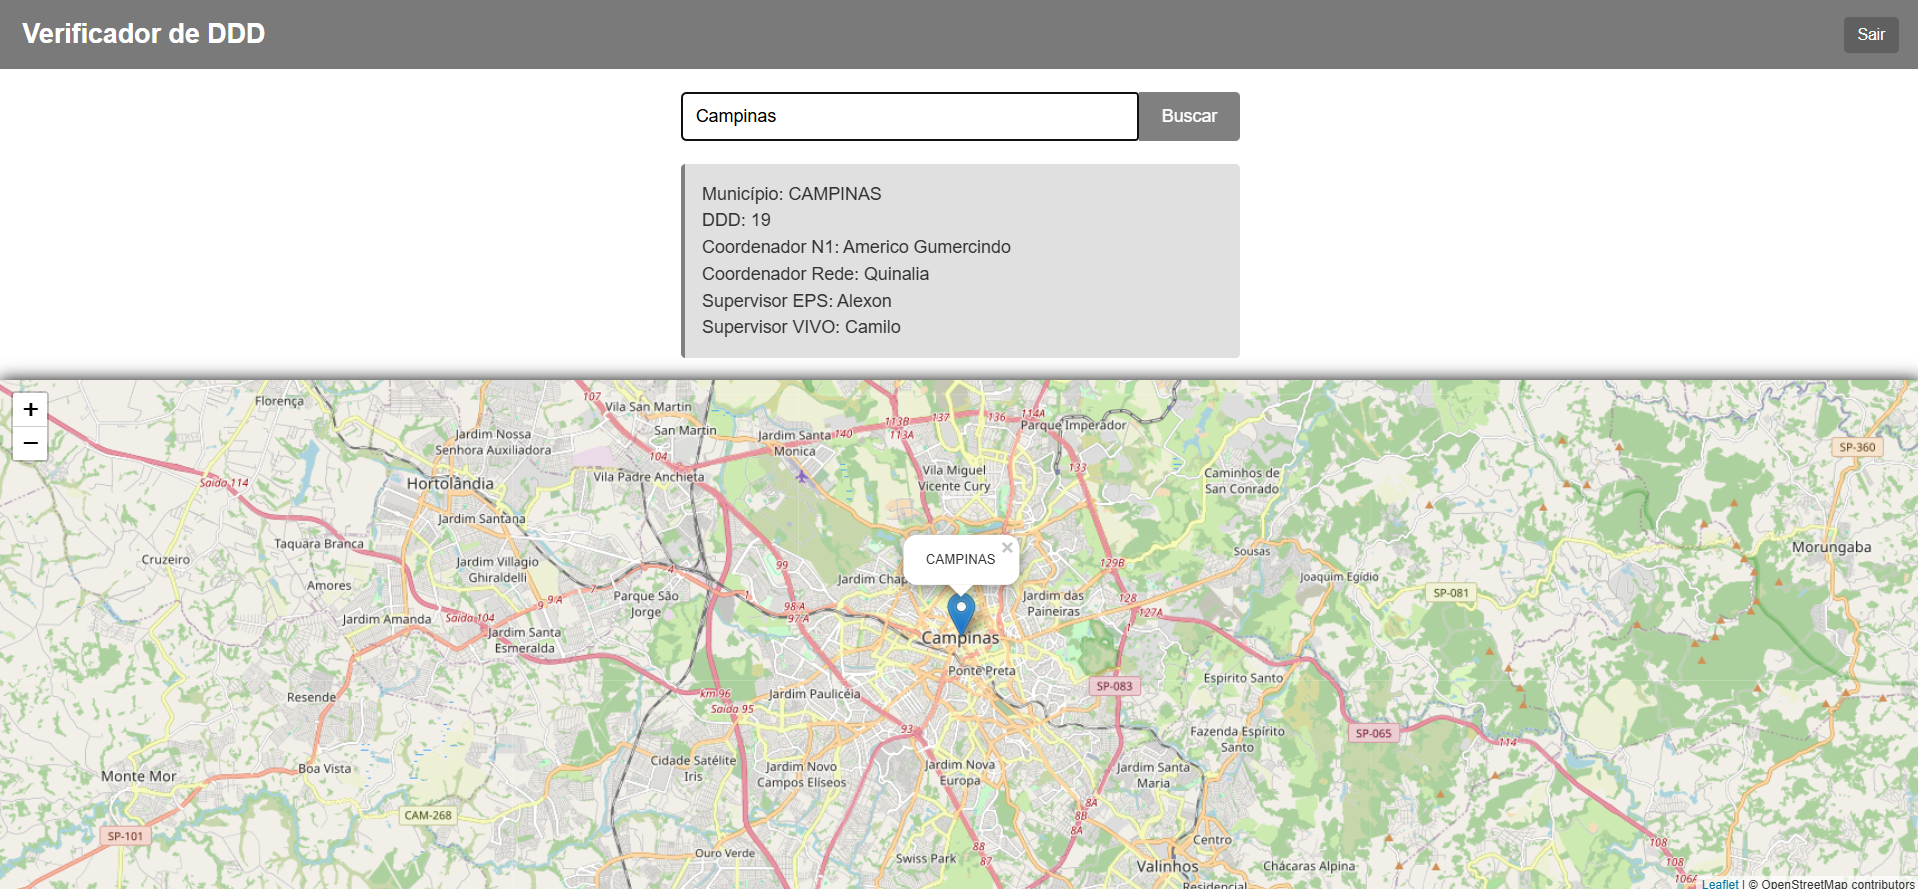 Verificador de DDD
Sair
Campinas
Buscar
Município: CAMPINAS
DDD: 19
Coordenador N1: Americo Gumercindo
Coordenador Rede: Quinalia
Supervisor EPS: Alexon
Supervisor VIVO: Camilo
+
−
Florença
107
Vila San Martin
San Martin
113B
113A
137
136
114A
Parque Imperador
SP-360
Jardim Nossa
Senhora Auxiliadora
Jardim Santa
Monica
140
104
133
Saída 114
Hortolândia
Vila Padre Anchieta
Vila Miguel
Vicente Cury
Caminhos de
San Conrado
Jardim Santana
Taquara Branca
Cruzeiro
Jardim Villagio
Ghiraldelli
99
CAMPINAS
×
129B
Sousas
Morungaba
Amores
Jardim Chap
Joaquim Egídio
SP-081
9/A
9
4
1
Parque São
Jorge
98-A
97-A
Jardim das
Paineiras
128
127A
Jardim Amanda
Saída 104
Jardim Santa
Esmeralda
Campinas
Ponte Preta
Espirito Santo
SP-083
Resende
km 96
Saída 95
Jardim Paulicéia
93
SP-065
114
Fazenda Espírito
Santo
Monte Mor
Boa Vista
Cidade Satélite
Iris
Jardim Novo
Campos Elíseos
Jardim Nova
Europa
Jardim Santa
Maria
CAM-268
8A
8B
8A
SP-101
Ouro Verde
Swiss Park
88
87
Centro
Valinhos
Chácaras Alpina
Residencial
108
108
106A
Leaflet | © OpenStreetMap contributors